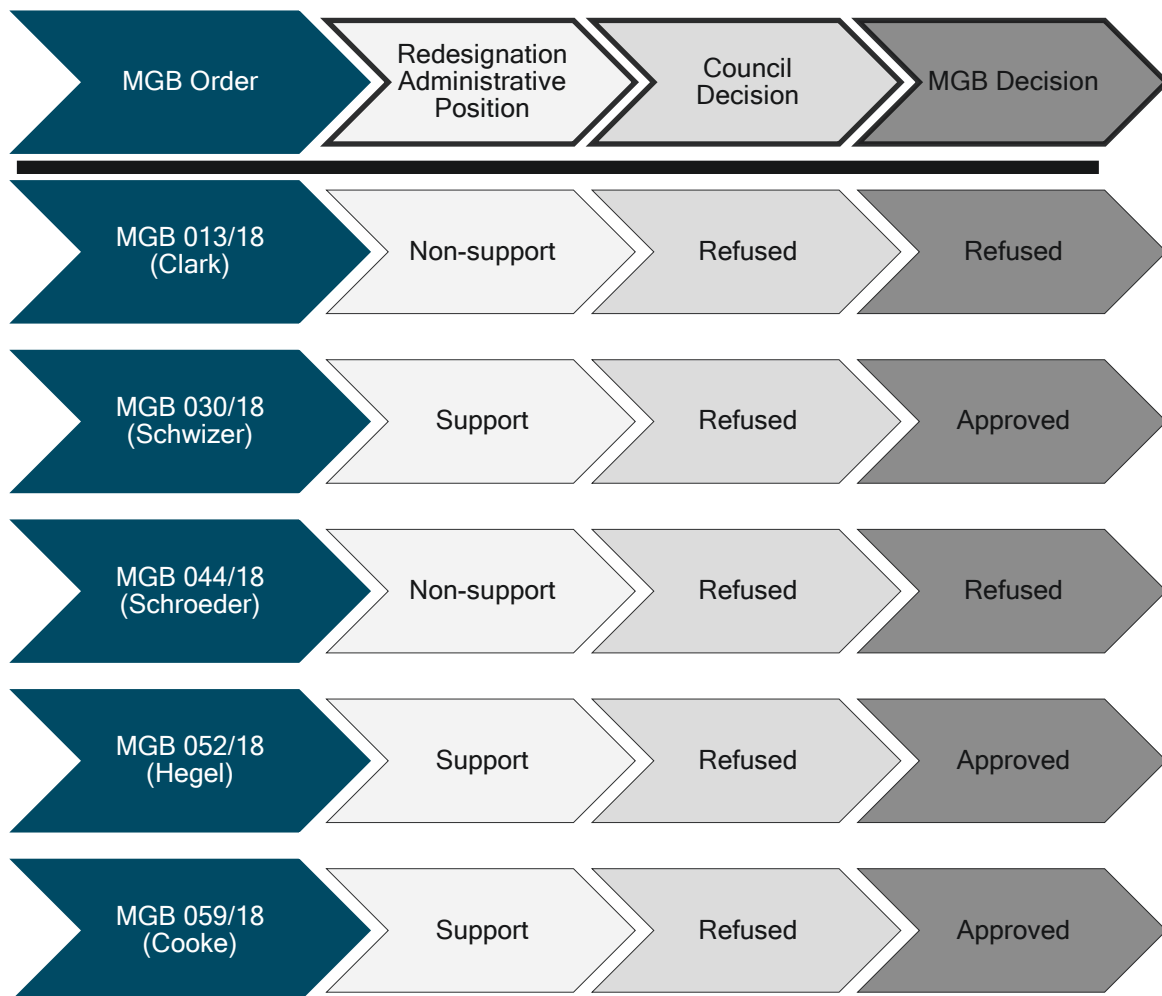 MGB Order
Redesignation
Administrative
Position
Council
Decision
MGB Decision
MGB 013/18
(Clark)
Non-support
Refused
Refused
MGB 030/18
(Schwizer)
Support
Refused
Approved
MGB 044/18
(Schroeder)
Non-support
Refused
Refused
MGB 052/18
(Hegel)
Support
Refused
Approved
MGB 059/18
(Cooke)
Support
Refused
Approved